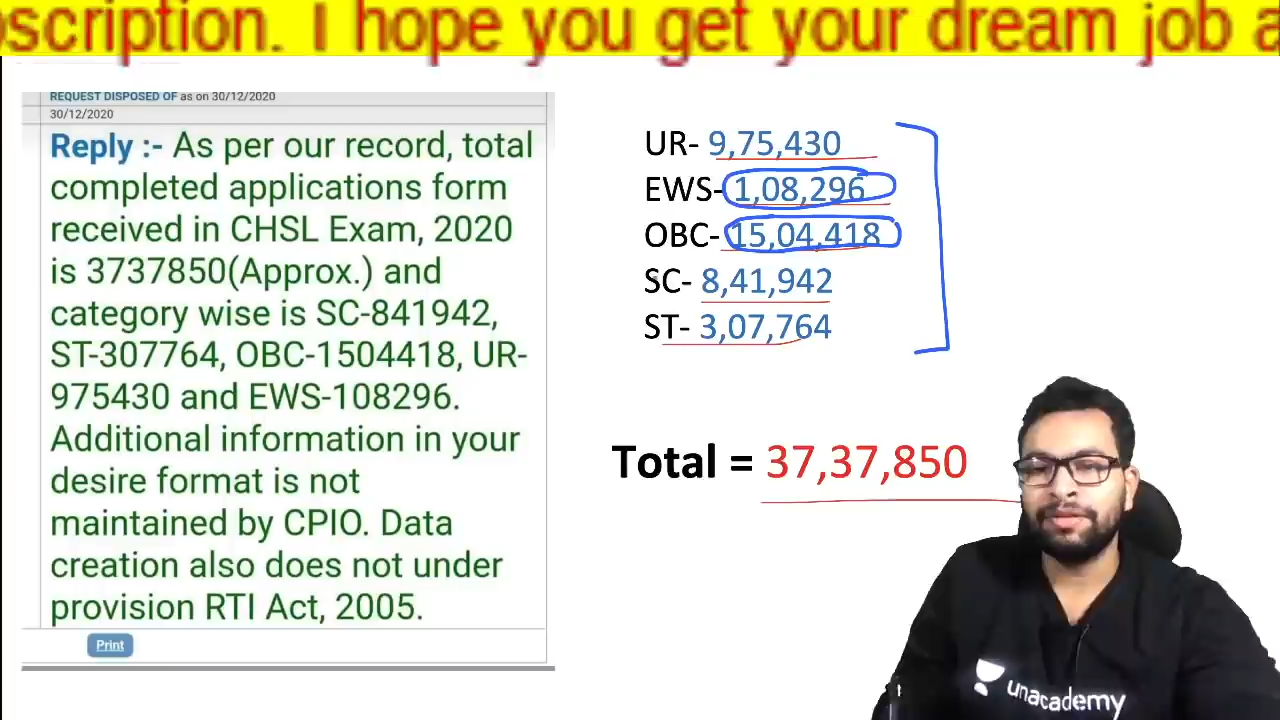 scription. I hope you get your dream job a
REQUEST DISPOSED OF as on 30/12/2020
30/12/2020
Reply :- As per our record, total
completed applications form
received in CHSL Exam, 2020
is 3737850(Approx.) and
category wise is SC-841942,
ST-307764, OBC-1504418, UR-
975430 and EWS-108296.
Additional information in your
desire format is not
maintained by CPIO. Data
creation also does not under
provision RTI Act, 2005.
Print
UR- 9,75,430
EWS- 1,08,296
OBC- 15,04,418
SC- 8,41,942
ST- 3,07,764
Total = 37,37,850
unacademy